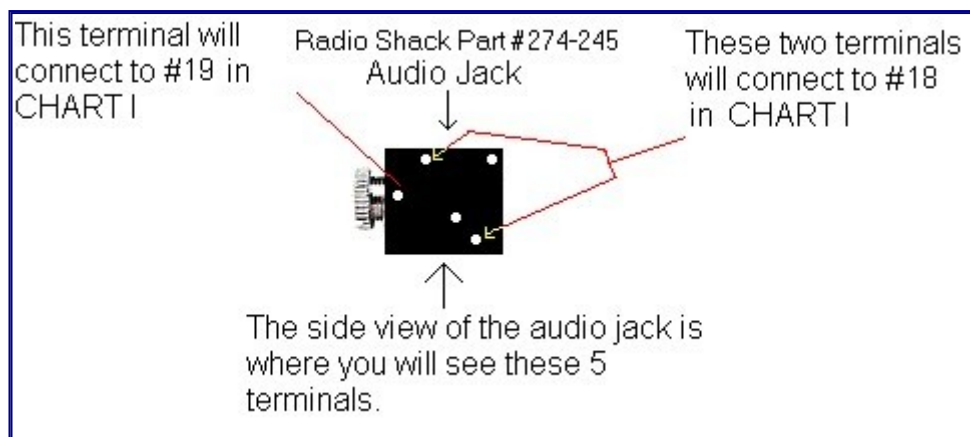 This terminal will
connect to #19 in
CHART I
Radio Shack Part #274-245
Audio Jack
These two terminals
will connect to #18
in CHART I
The side view of the audio jack is
where you will see these 5
terminals.